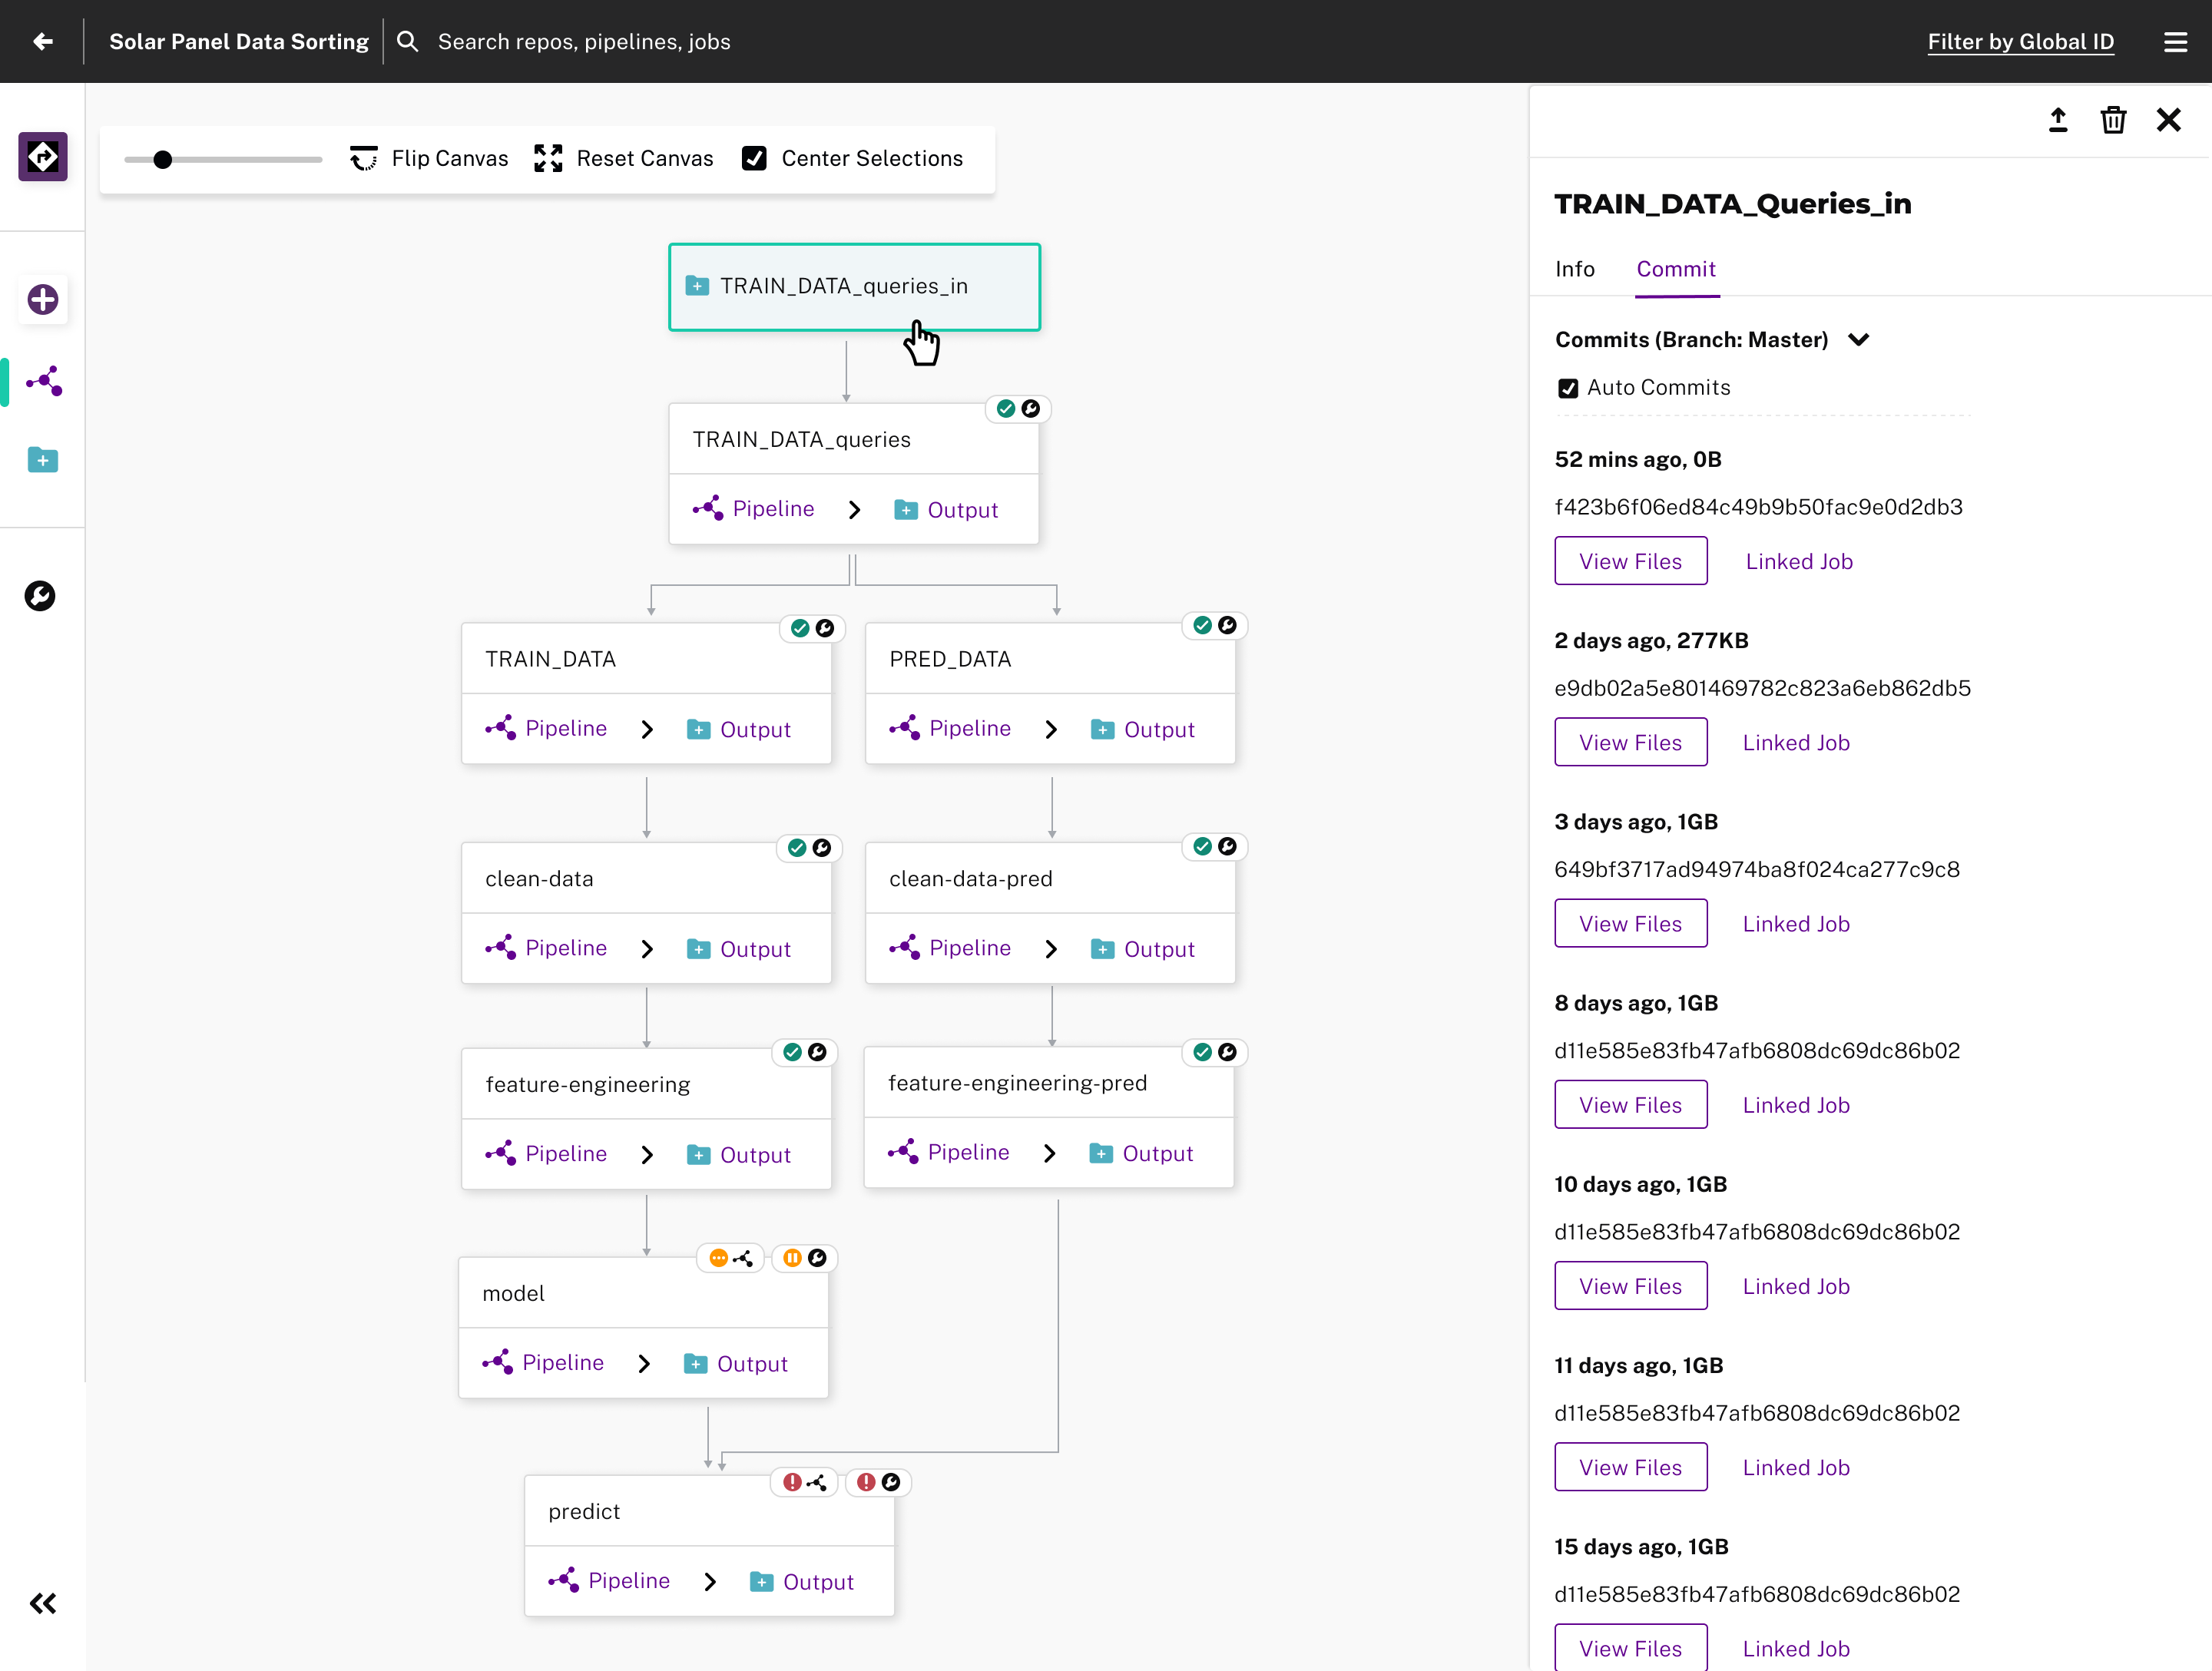 Solar Panel Data Sorting
Search repos, pipelines, jobs
Filter by Global ID
Flip Canvas
Reset Canvas
Center Selections
TRAIN_DATA_queries_in
TRAIN_DATA_queries
Pipeline
Output
TRAIN_DATA
Pipeline
Output
PRED_DATA
Pipeline
Output
clean-data
Pipeline
Output
clean-data-pred
Pipeline
Output
feature-engineering
Pipeline
Output
feature-engineering-pred
Pipeline
Output
model
Pipeline
Output
predict
Pipeline
Output
TRAIN_DATA_Queries_in
Info
Commit
Commits (Branch: Master)
Auto Commits
52 mins ago, 0B
f423b6f06ed84c49b9b50fac9e0d2db3
View Files
Linked Job
2 days ago, 277KB
e9db02a5e801469782c823a6eb862db5
View Files
Linked Job
3 days ago, 1GB
649bf3717ad94974ba8f024ca277c9c8
View Files
Linked Job
8 days ago, 1GB
d11e585e83fb47afb6808dc69dc86b02
View Files
Linked Job
10 days ago, 1GB
d11e585e83fb47afb6808dc69dc86b02
View Files
Linked Job
11 days ago, 1GB
d11e585e83fb47afb6808dc69dc86b02
View Files
Linked Job
15 days ago, 1GB
d11e585e83fb47afb6808dc69dc86b02
View Files
Linked Job